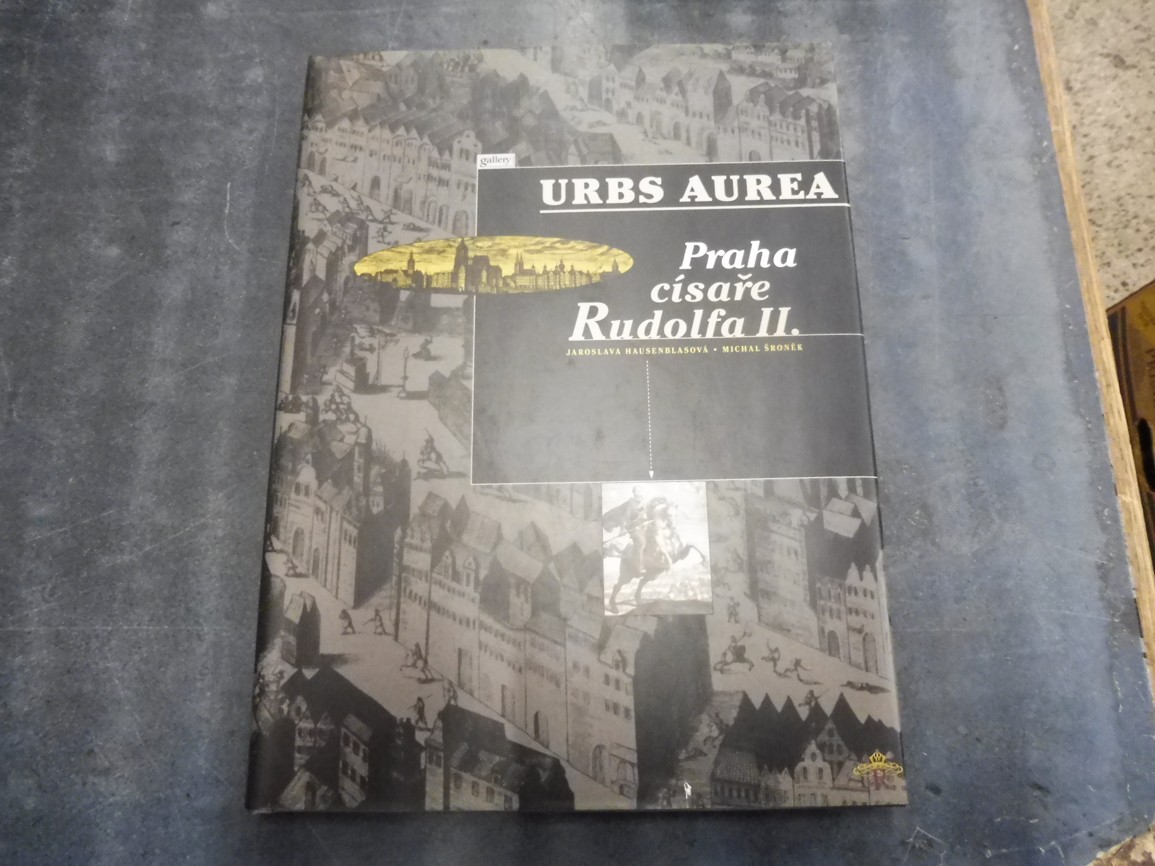 gallery
URBS AUREA
Praha
císaře
Rudolfa II.
JAROSLAVA HAUSENBLASOVÁ • MICHAL ŠRONĚK
R